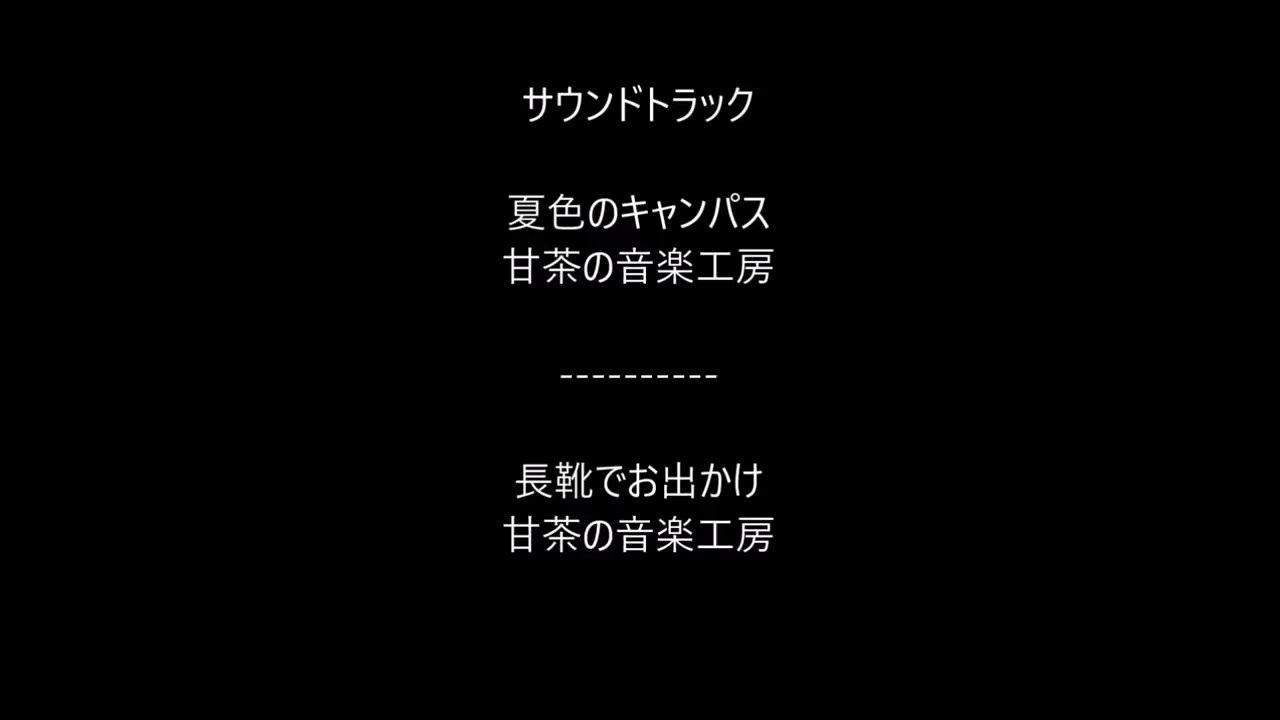 サウンドトラック
夏色のキャンパス
甘茶の音楽工房
----------
長靴でお出かけ
甘茶の音楽工房